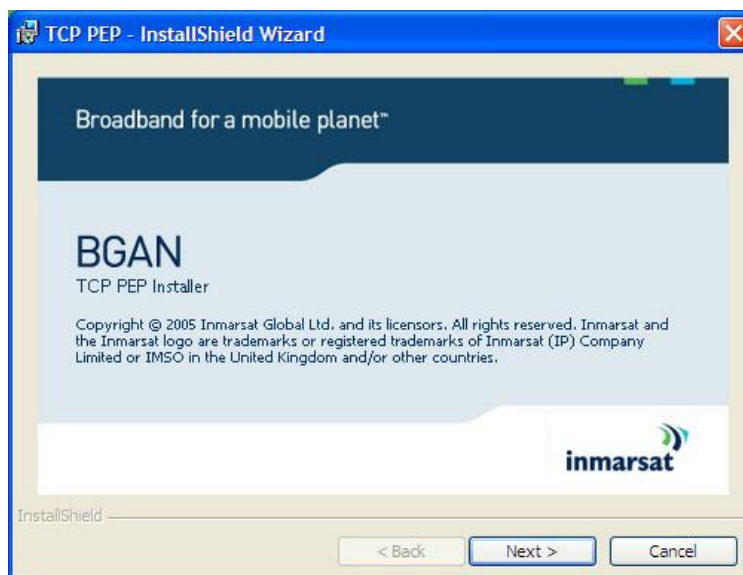 TCP PEP - InstallShield Wizard
Broadband for a mobile planet™
BGAN
TCP PEP Installer
Copyright © 2005 Inmarsat Global Ltd. and its licensors. All rights reserved. Inmarsat and
the Inmarsat logo are trademarks or registered trademarks of Inmarsat (IP) Company
Limited or IMSO in the United Kingdom and/or other countries.
inmarsat
InstallShield
< Back
Next >
Cancel